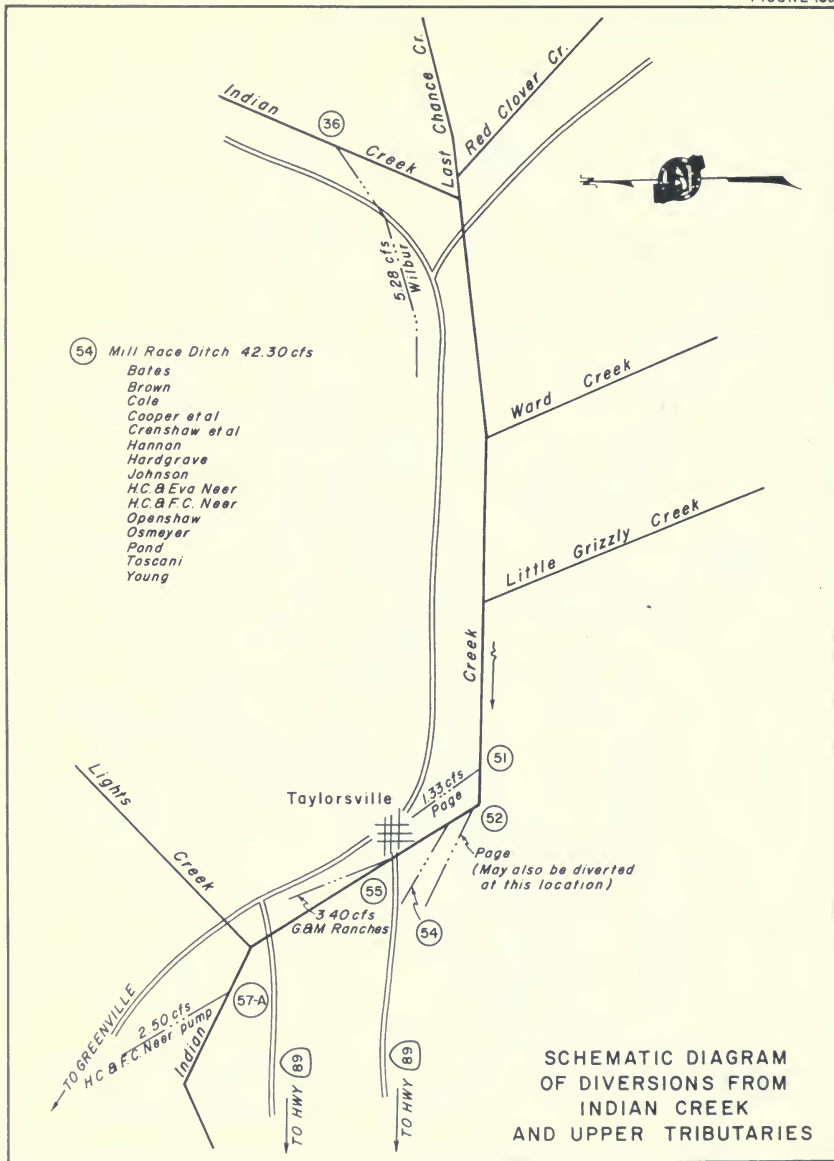 Indian
Creek
36
Last Chance Cr.
Red Clover Cr.
5.28 cfs
Wilbur
54 Mill Race Ditch 42.30 cfs
Bates
Brown
Cole
Cooper et al
Crenshaw et al
Hannon
Hardgrave
Johnson
H.C. & Eva Neer
H.C. & F.C. Neer
Openshaw
Osmeyer
Pond
Toscani
Young
Ward Creek
Little Grizzly Creek
Creek
51
1.33 cfs
Page
52
Taylorsville
Page
(May also be diverted
at this location)
54
55
3.40 cfs
G.&M Ranches
Lights
Creek
57-A
2.50 cfs
H.C. & F.C. Neer pump
Indian
TO GREENVILLE
TO HWY 89
TO HWY 89
SCHEMATIC DIAGRAM
OF DIVERSIONS FROM
INDIAN CREEK
AND UPPER TRIBUTARIES